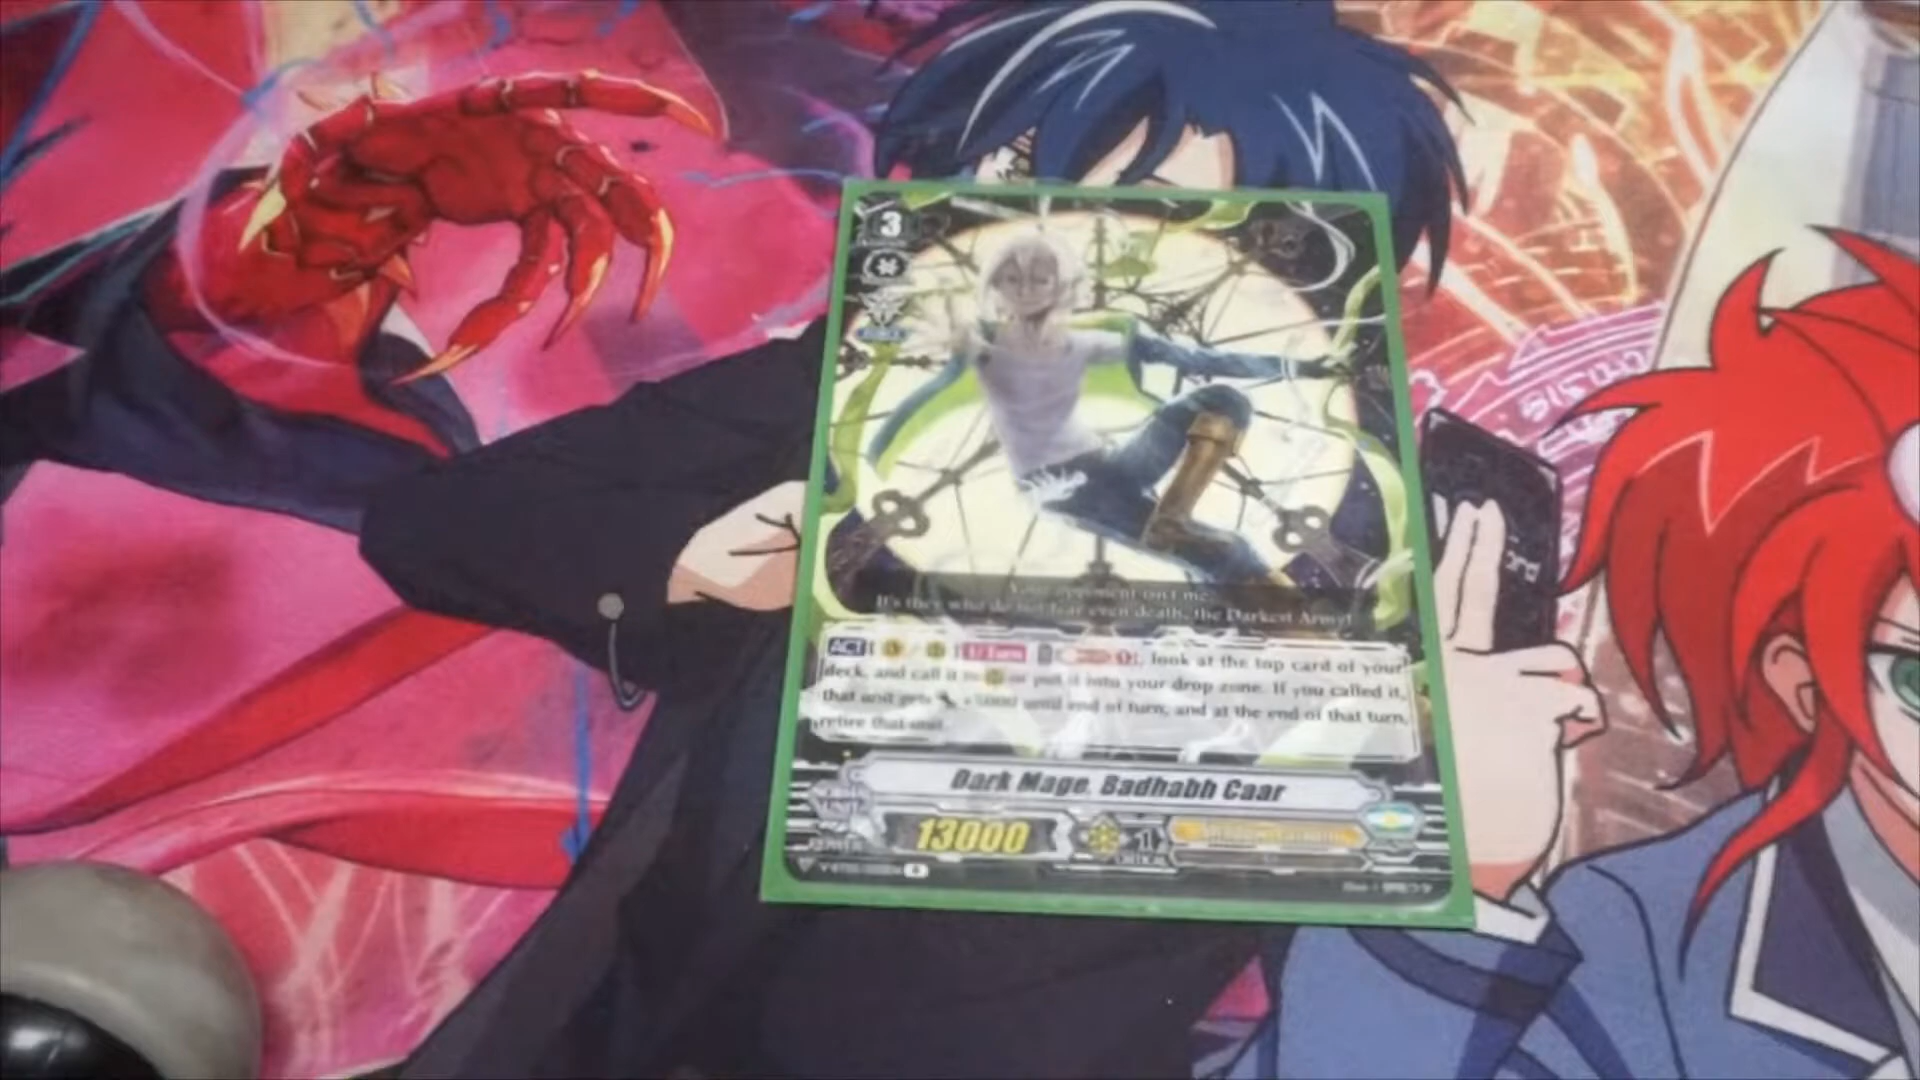 3
Your opponent isn't me.
It's they who do not fear even death, the Darkest Army!
ACT 1/Turn look at the top card of your
deck, and call it to or put it into your drop zone. If you called it,
that unit gets until end of turn, and at the end of that turn,
retire that unit.
Dark Mage, Badhabh Caar
13000 1